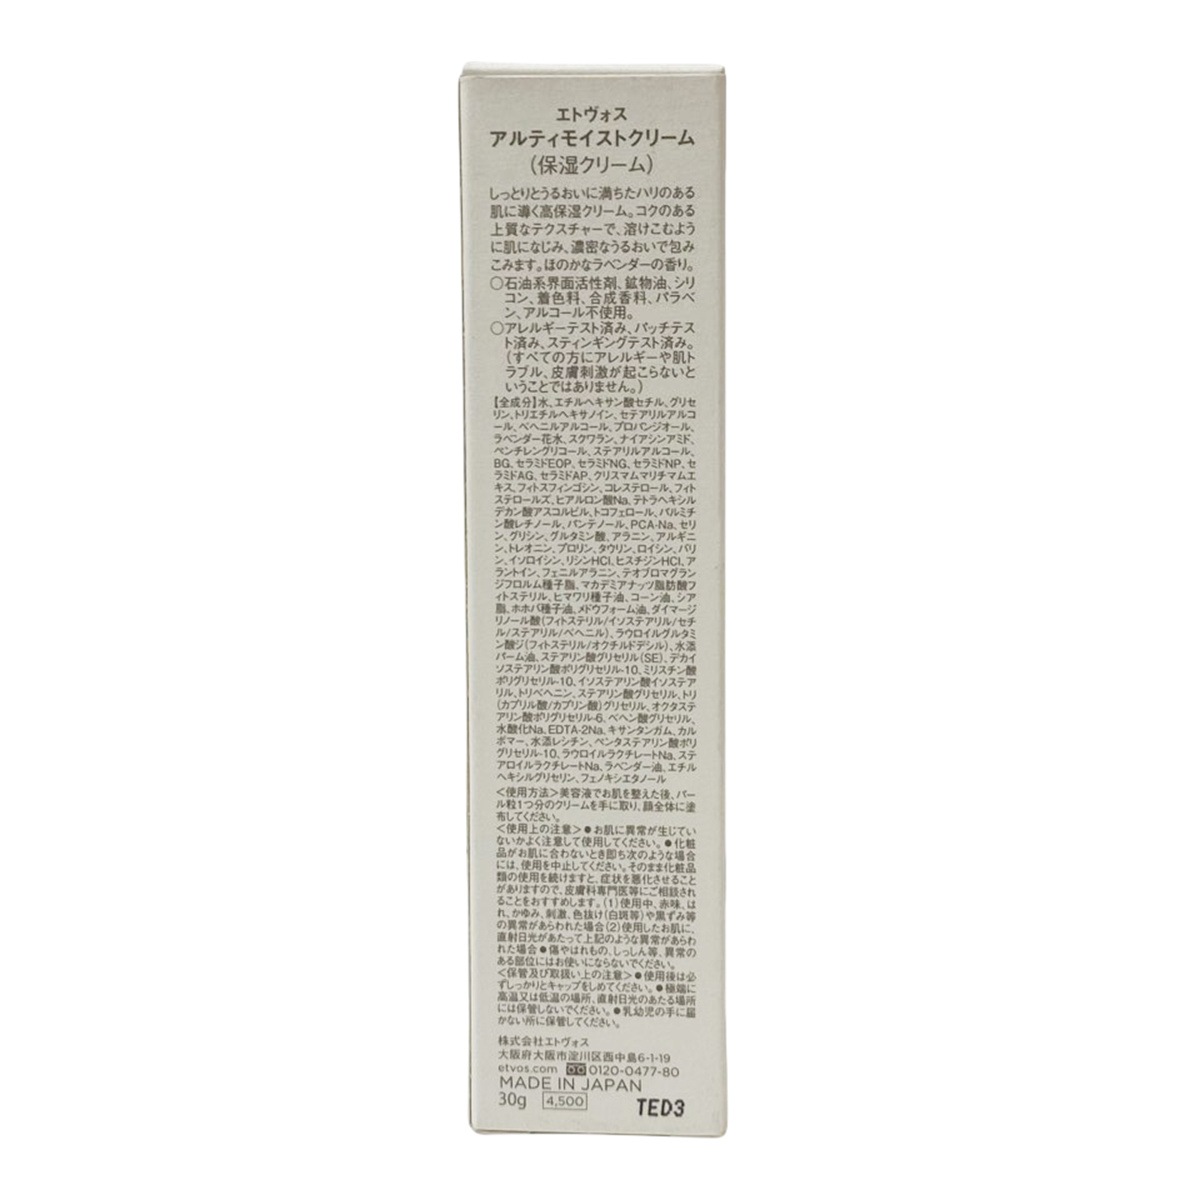 エトヴォス
アルティモイストクリーム
(保湿クリーム)
しっとりとうるおいに満ちたハリのある
肌に導く高保湿クリーム。コクのある
上質なテクスチャーで、溶けこむよう
に肌になじみ、濃密なうるおいで包み
こみます。ほのかなラベンダーの香り。
○石油系界面活性剤、鉱物油、シリ
コン、着色料、合成香料、パラベ
ン、アルコール不使用。
○アレルギーテスト済み、パッチテス
ト済み、スティンギングテスト済み。
(すべての方にアレルギーや肌ト
ラブル、皮膚刺激が起こらないと
いうことではありません。)
【全成分】水、エチルヘキサン酸セチル、グリセ
リン、トリエチルヘキサノイン、セテアリルアルコ
ール、ベヘニルアルコール、プロパンジオール、
ラベンダー花水、スクワラン、ナイアシンアミド、
ペンチレングリコール、ステアリルアルコール、
BG、セラミドEOP、セラミドNG、セラミドNP、セ
ラミドAG、セラミドAP、クリスマムマリチマムエ
キス、フィトスフィンゴシン、コレステロール、フィト
ステロールズ、ヒアルロン酸Na、テトラヘキシル
デカン酸アスコルビル、トコフェロール、パルミチ
ン酸レチノール、パンテノール、PCA-Na、セリ
ン、グリシン、グルタミン酸、アラニン、アルギニ
ン、トレオニン、プロリン、タウリン、ロイシン、バリ
ン、イソロイシン、リシンHCl、ヒスチジンHCl、ア
ラントイン、フェニルアラニン、テオブロマグラン
ジフロルム種子脂、マカデミアナッツ脂肪酸フ
ィトステリル、ヒマワリ種子油、コーン油、シア
脂、ホホバ種子油、メドウフォーム油、ダイマージ
リノール酸(フィトステリル/イソステアリル/セチ
ル/ステアリル/ベヘニル)、ラウロイルグルタミ
ン酸ジ(フィトステリル/オクチルドデシル)、水添
パーム油、ステアリン酸グリセリル(SE)、デカイ
ソステアリン酸ポリグリセリル-10、ミリスチン酸
ポリグリセリル-10、イソステアリン酸イソステア
リル、トリベヘニン、ステアリン酸グリセリル、トリ
(カプリル酸/カプリン酸)グリセリル、オクタステ
アリン酸ポリグリセリル-6、ベヘン酸グリセリル、
水酸化Na、EDTA-2Na、キサンタンガム、カル
ボマー、水添レシチン、ペンタステアリン酸ポリ
グリセリル-10、ラウロイルラクチレートNa、ステ
アロイルラクチレートNa、ラベンダー油、エチル
ヘキシルグリセリン、フェノキシエタノール
＜使用方法＞美容液でお肌を整えた後、パー
ル粒1つ分のクリームを手に取り、顔全体に塗
布してください。
＜使用上の注意＞●お肌に異常が生じてい
ないかよく注意して使用してください。●化粧
品がお肌に合わないとき即ち次のような場合
には、使用を中止してください。そのまま化粧品
類の使用を続けますと、症状を悪化させること
がありますので、皮膚科専門医等にご相談され
ることをおすすめします。(1)使用中、赤味、は
れ、かゆみ、刺激、色抜け(白斑等)や黒ずみ等
の異常があらわれた場合(2)使用したお肌に、
直射日光があたって上記のような異常があらわ
れた場合●傷やはれもの、しっしん等、異常の
ある部位にはお使いにならないでください。
＜保管及び取扱い上の注意＞●使用後は必
ずしっかりとキャップをしめてください。●極端に
高温又は低温の場所、直射日光のあたる場所
には保管しないでください。●乳幼児の手に届
かない所に保管してください。
株式会社エトヴォス
大阪府大阪市淀川区西中島6-1-19
etvos.com 0120-0477-80
MADE IN JAPAN
30g 4,500 TED3